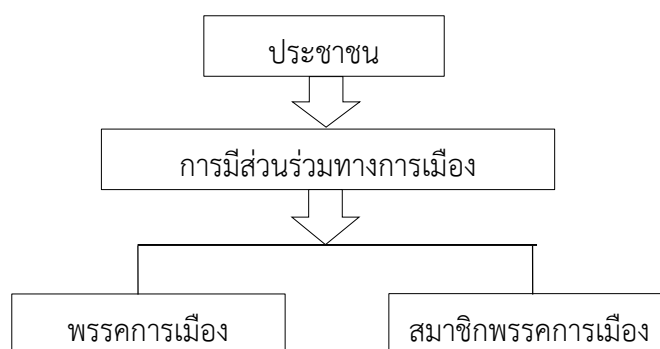 ประชาชน
การมีส่วนร่วมทางการเมือง
พรรคการเมือง
สมาชิกพรรคการเมือง